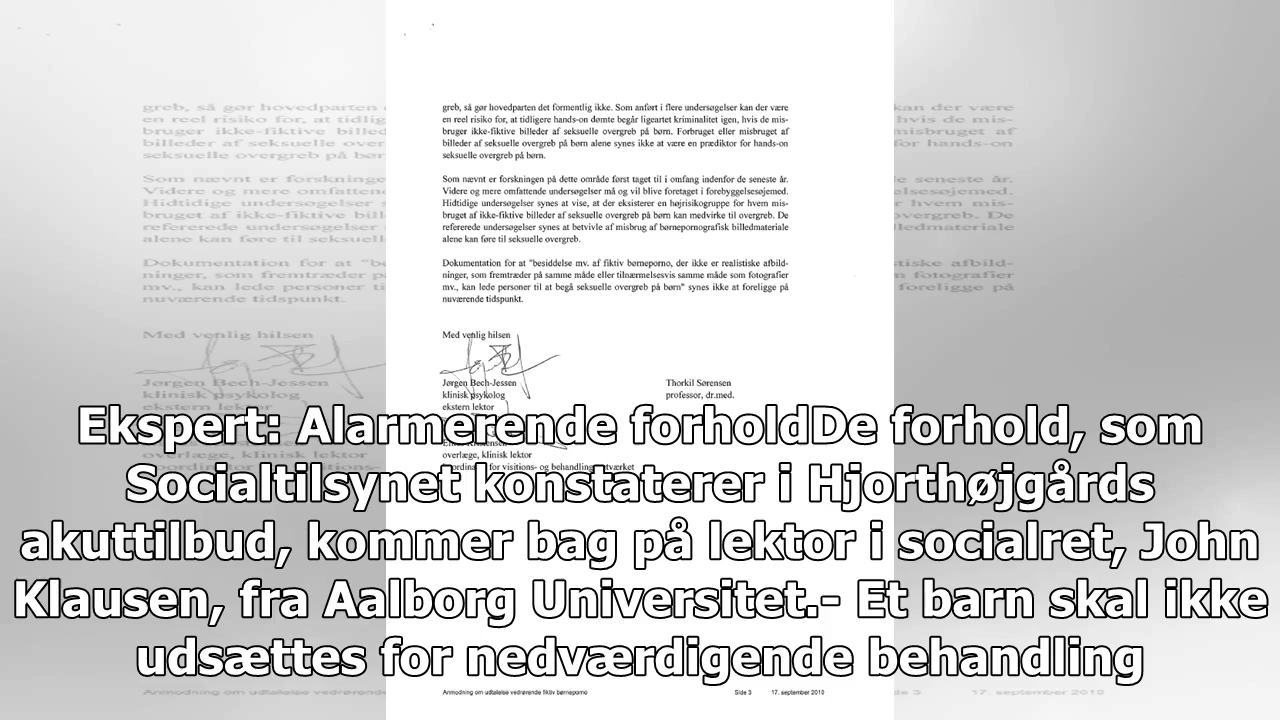 greb, så gør hovedparten det formentlig ikke. Som anført i flere undersøgelser kan der være
en reel risiko for, at tidligere hands-on dømte begår ligeartet kriminalitet igen, hvis de mis-
bruger ikke-fiktive billeder af seksuelle overgreb på børn. Forbruget eller misbruget af
billeder af seksuelle overgreb på børn alene synes ikke at være en prædiktor for hands-on
seksuelle overgreb på børn.
Som nævnt er forskningen på dette område først taget til i omfang indenfor de seneste år.
Videre og mere omfattende undersøgelser må og vil blive foretaget i forebyggelsesøjemed.
Hidtidige undersøgelser synes at vise, at der eksisterer en højrisikogruppe for hvem mis-
bruget af ikke-fiktive billeder af seksuelle overgreb på børn kan medvirke til overgreb. De
refererede undersøgelser synes at betvivle af misbrug af børnepornografisk billedmateriale
alene kan føre til seksuelle overgreb.
Dokumentation for at "besiddelse mv. af fiktiv børneporno, der ikke er realistiske afbild-
ninger, som fremtræder på samme måde eller tilnærmelsesvis samme måde som fotografier
mv., kan lede personer til at begå seksuelle overgreb på børn" synes ikke at foreligge på
nuværende tidspunkt.
Med venlig hilsen
Jørgen Bech-Jessen
klinisk psykolog
ekstern lektor
Thorkil Sørensen
professor, dr.med.
overlæge, klinisk lektor
for visitions- og
Ekspert: Alarmerende forholdDe forhold, som
Socialtilsynet konstaterer i Hjorthøjgårds
akuttilbud, kommer bag på lektor i socialret, John
Klausen, fra Aalborg Universitet.- Et barn skal ikke
udsættes for nedværdigende behandling
Anmodning om udtalelse vedrørende fiktiv børneporno Side 3 17. september 2010